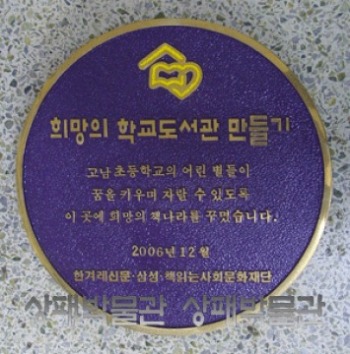 희망의 학교도서관 만들기
고남초등학교의 어린 별들이
꿈을 키우며 자랄 수 있도록
이 곳에 희망의 책나라를 꾸몄습니다.
2006년 12월
한겨레신문·삼성·책읽는사회문화재단
상패박물관 상패박물관